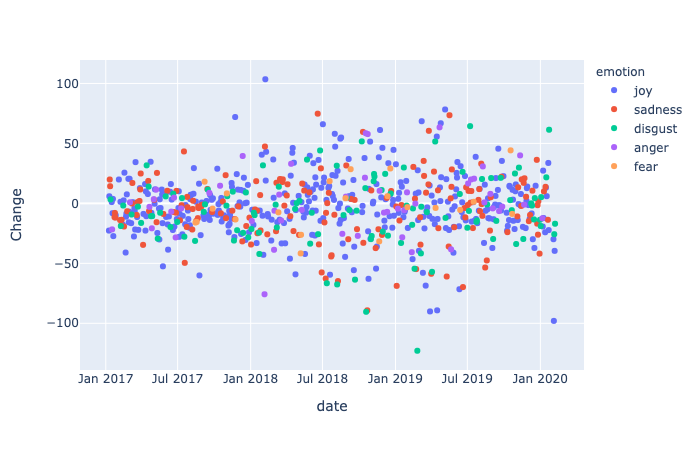 emotion
joy
sadness
disgust
anger
fear
Change
100
50
0
−50
−100
Jan 2017
Jul 2017
Jan 2018
Jul 2018
Jan 2019
Jul 2019
Jan 2020
date